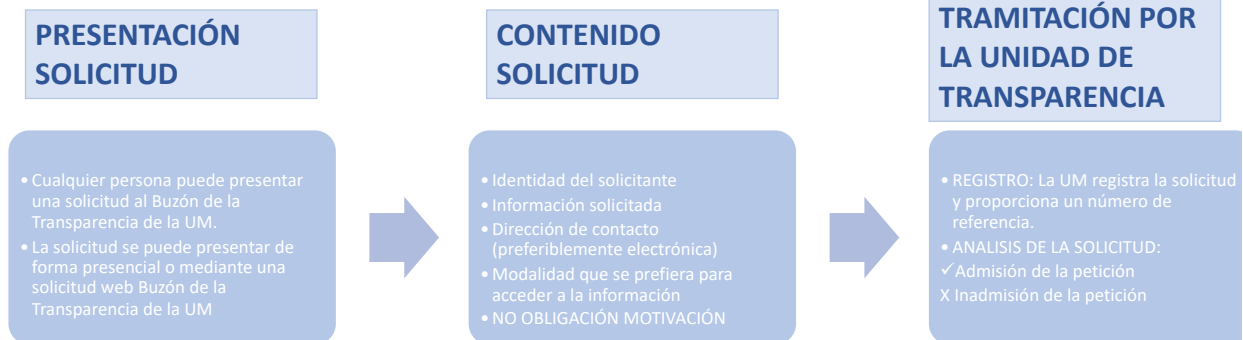 PRESENTACIÓN
SOLICITUD
• Cualquier persona puede presentar
una solicitud al Buzón de la
Transparencia de la UM.
• La solicitud se puede presentar de
forma presencial o mediante una
solicitud web Buzón de la
Transparencia de la UM
CONTENIDO
SOLICITUD
• Identidad del solicitante
• Información solicitada
• Dirección de contacto
(preferiblemente electrónica)
• Modalidad que se prefiera para
acceder a la información
• NO OBLIGACIÓN MOTIVACIÓN
TRAMITACIÓN POR
LA UNIDAD DE
TRANSPARENCIA
• REGISTRO: La UM registra la solicitud
y proporciona un número de
referencia.
• ANALISIS DE LA SOLICITUD:
✓Admisión de la petición
X Inadmisión de la petición